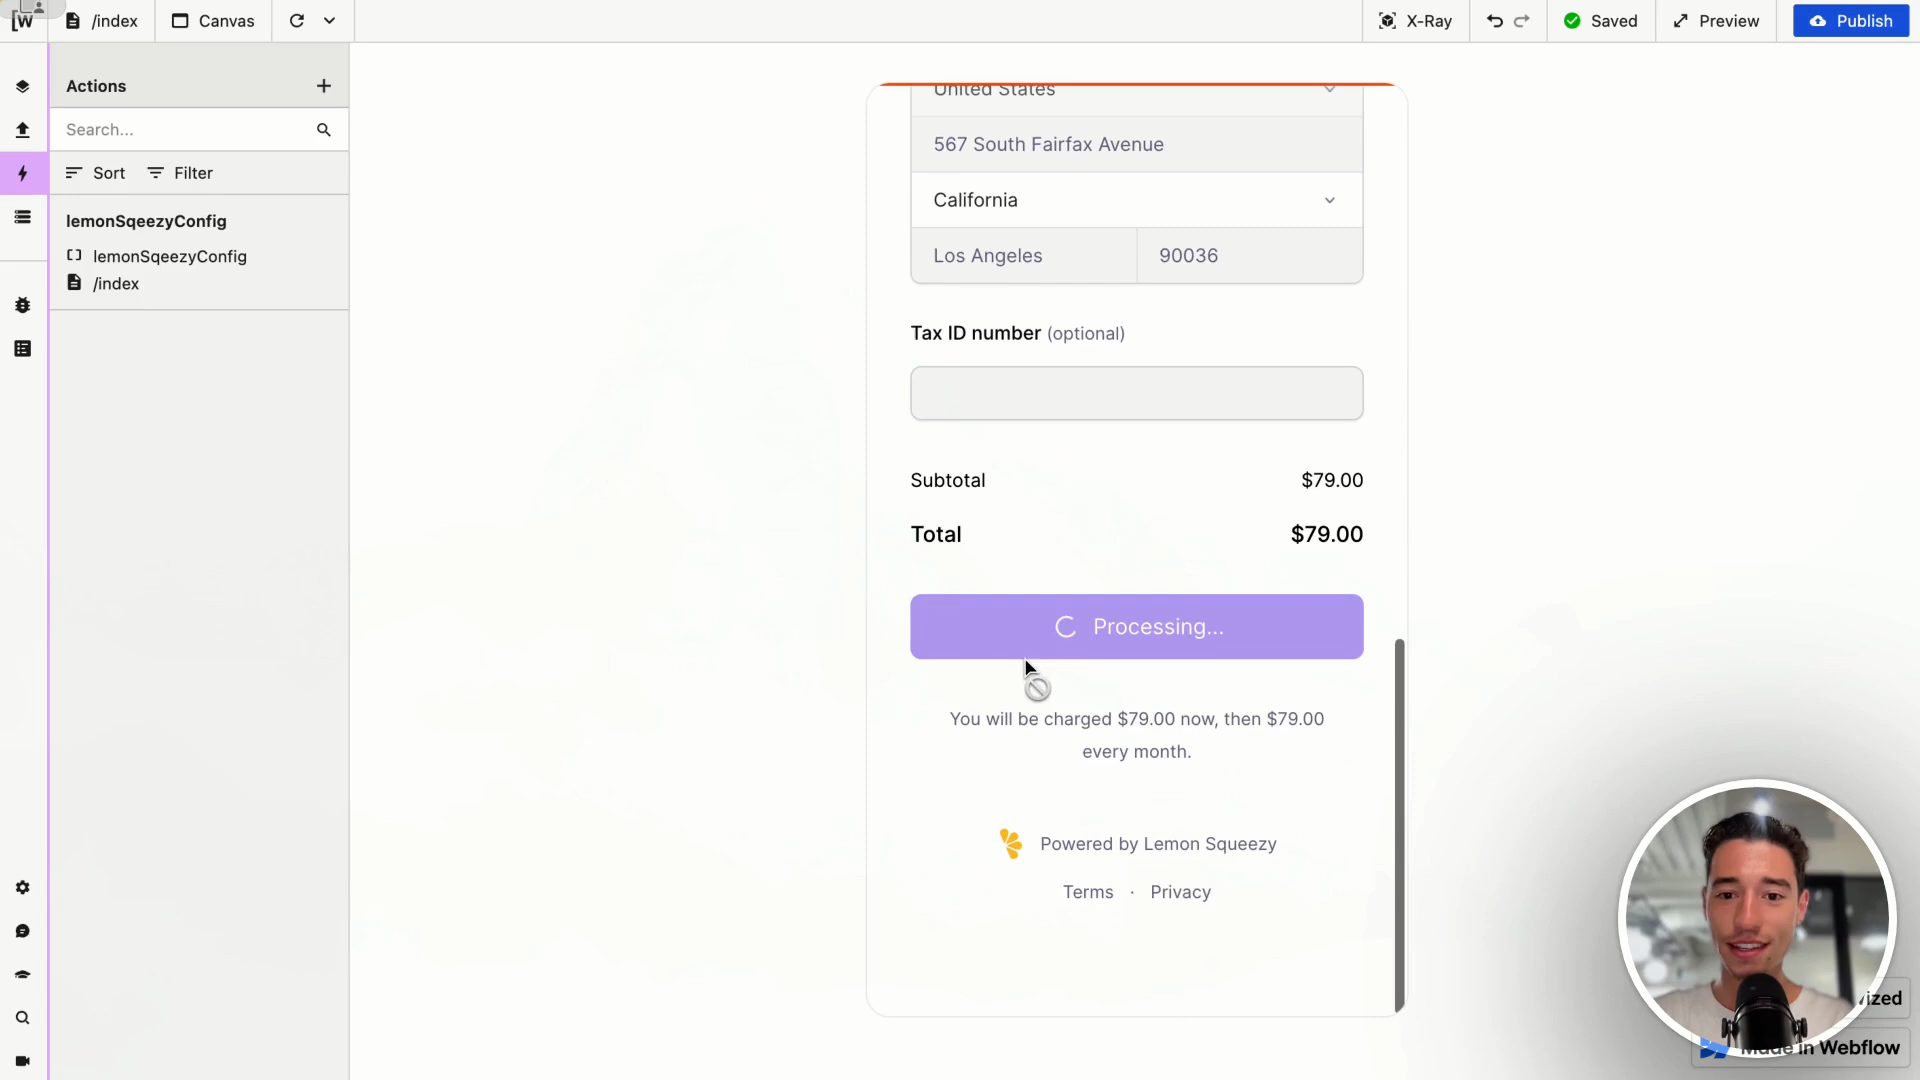 [W
/index
Canvas
X-Ray
Saved
Preview
Publish
Actions
Search...
Sort
Filter
lemonSqeezyConfig
lemonSqeezyConfig
/index
United States
567 South Fairfax Avenue
California
Los Angeles
90036
Tax ID number (optional)
Subtotal
$79.00
Total
$79.00
Processing...
You will be charged $79.00 now, then $79.00
every month.
Powered by Lemon Squeezy
Terms · Privacy
Made in Webflow